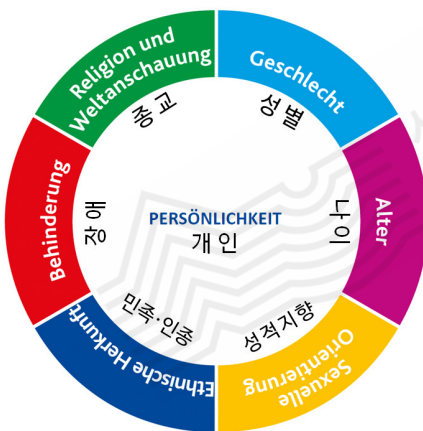 Religion und
Weltanschauung
종교
Geschlecht
성별
Alter
나이
Sexuelle
Orientierung
성적지향
Ethnische Herkunft
민족·인종
Behinderung
장애
PERSÖNLICHKEIT
개인